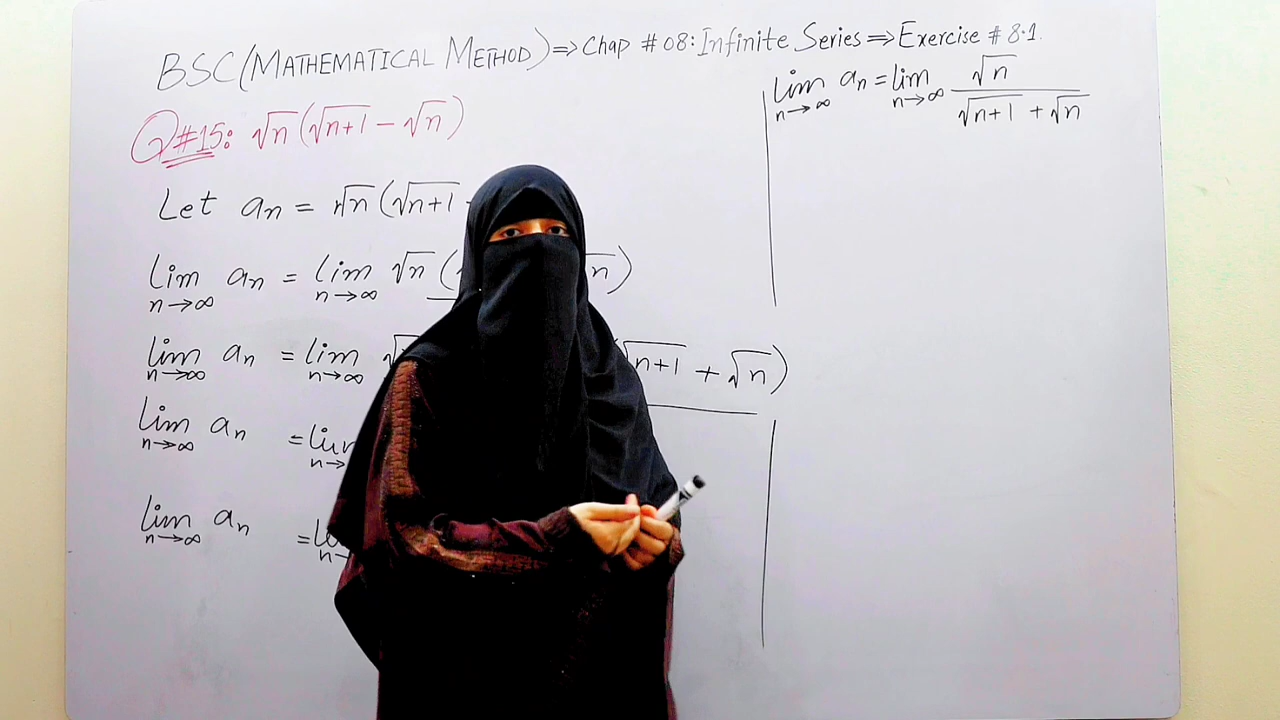 BSC(MATHEMATICAL METHOD)⇒Chap #08:Infinite Series⇒Exercise #8.1.
Q#15: √n(√n+1 − √n)
Let an = √n(√n+1
lim n→∞ an = lim n→∞ √n ( √n)
lim n→∞ an = lim n→∞ √n+1 + √n)
lim n→∞ an = lim n→
lim n→∞ an = n→
lim n→∞ an = lim n→∞ √n / √n+1 + √n